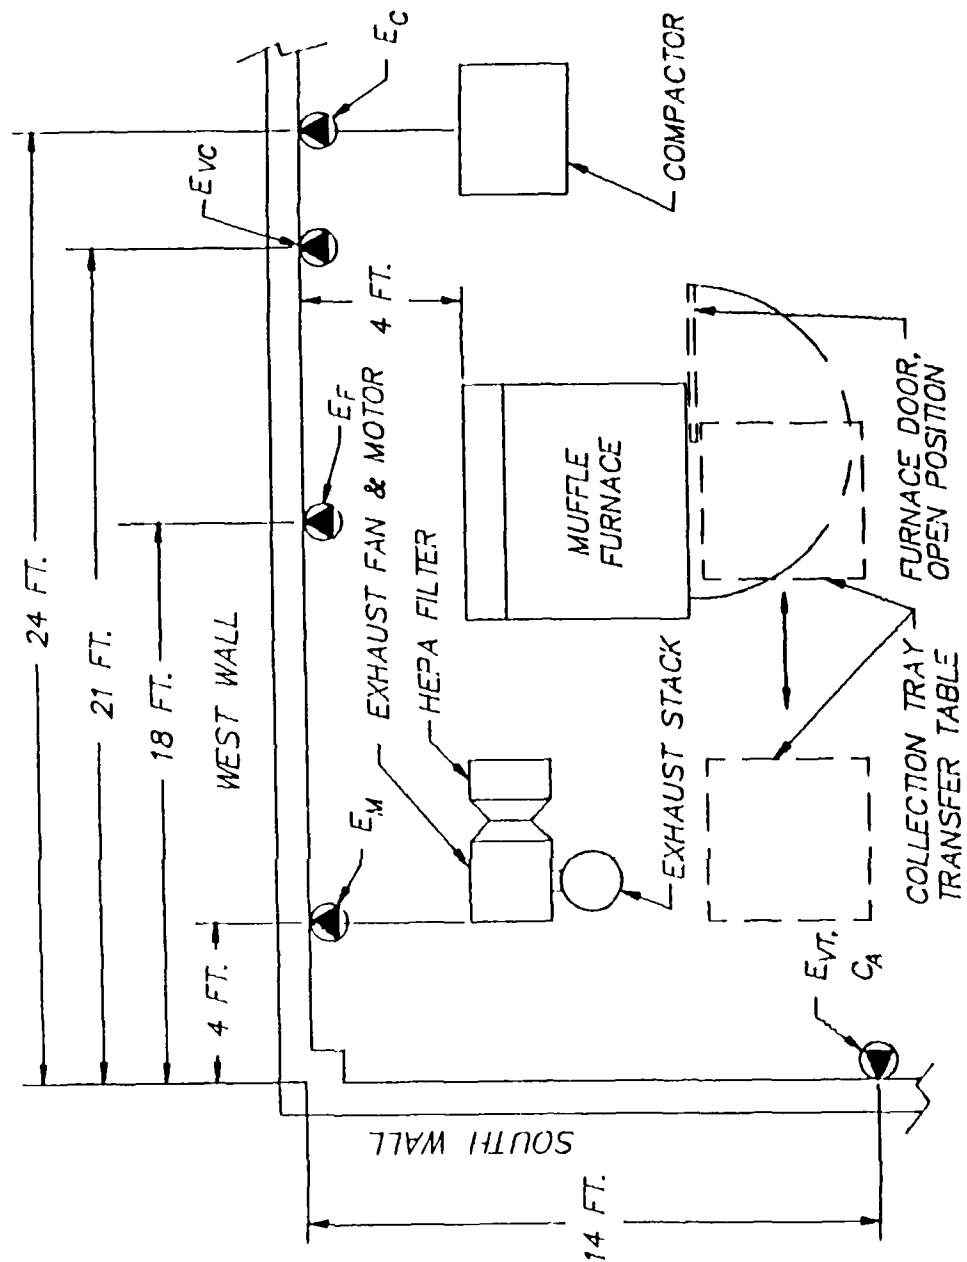 24 FT.
21 FT.
18 FT.
4 FT.
WEST WALL
E_VC
E_C
E_M
E_F
EXHAUST FAN & MOTOR
4 FT.
HEPA FILTER
COMPACTOR
MUFFLE
FURNACE
EXHAUST STACK
SOUTH WALL
14 FT.
E_VT,
C_A
COLLECTION TRAY
TRANSFER TABLE
FURNACE DOOR,
OPEN POSITION